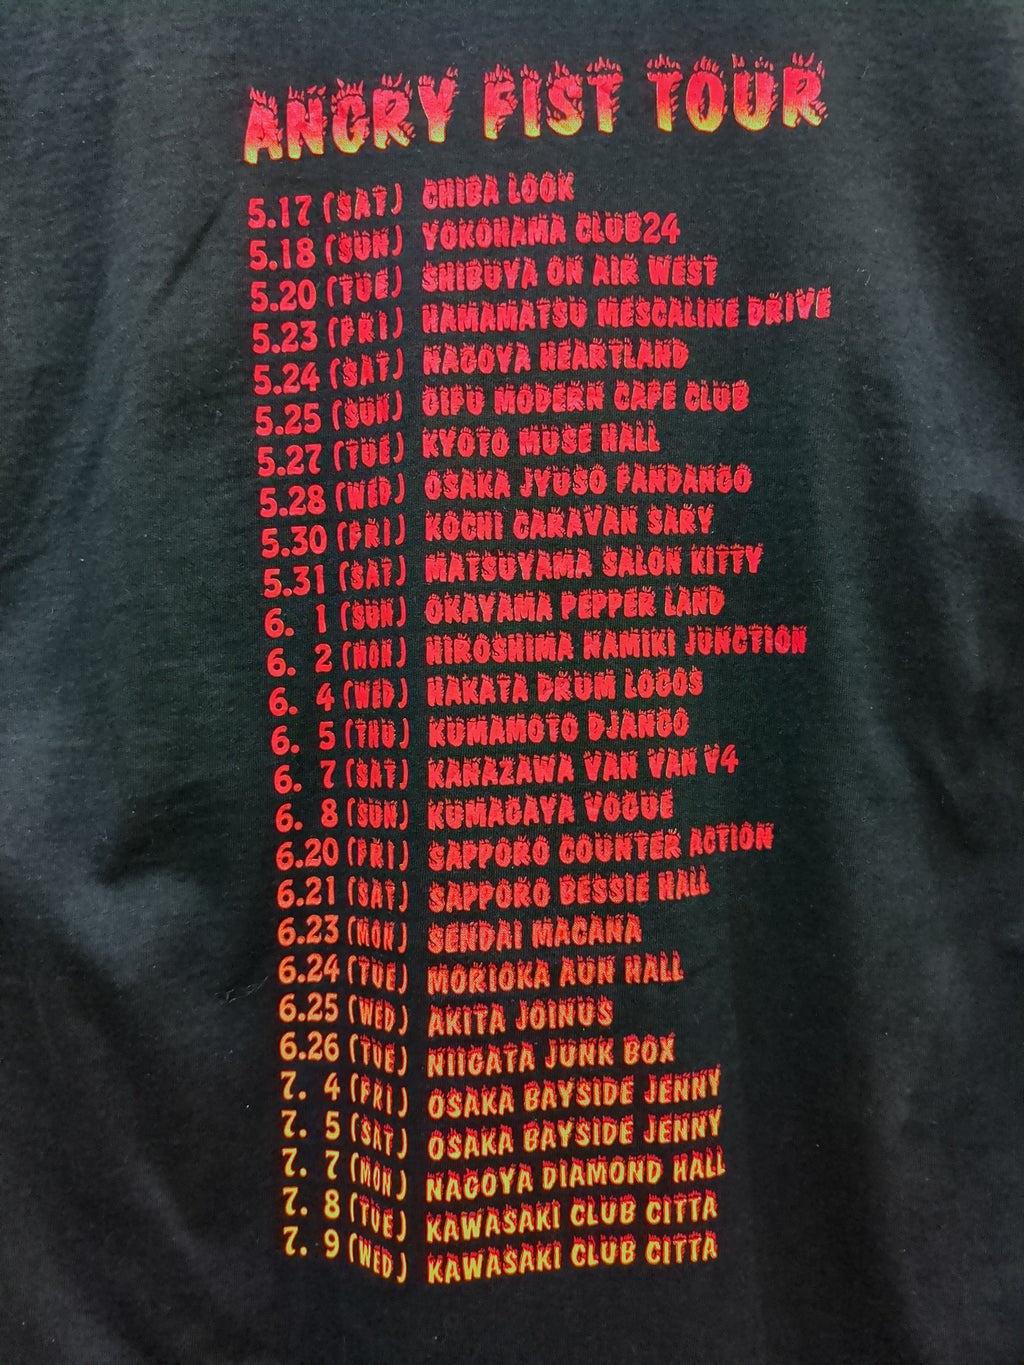 ANGRY FIST TOUR
5.17 (SAT) CHIBA LOOK
5.18 (SUN) YOKOHAMA CLUB24
5.20 (TUE) SHIBUYA ON AIR WEST
5.23 (FRI) HAMAMATSU MESCALINE DRIVE
5.24 (SAT) NAGOYA HEARTLAND
5.25 (SUN) GIFU MODERN CAFE CLUB
5.27 (TUE) KYOTO MUSE HALL
5.28 (WED) OSAKA JYUSO FANDANGO
5.30 (FRI) KOCHI CARAVAN SARY
5.31 (SAT) MATSUYAMA SALON KITTY
6. 1 (SUN) OKAYAMA PEPPER LAND
6. 2 (MON) HIROSHIMA NAMIKI JUNCTION
6. 4 (WED) HAKATA DRUM LOGOS
6. 5 (THU) KUMAMOTO DJANGO
6. 7 (SAT) KANAZAWA VAN VAN V4
6. 8 (SUN) KUMAGAYA VOGUE
6.20 (FRI) SAPPORO COUNTER ACTION
6.21 (SAT) SAPPORO BESSIE HALL
6.23 (MON) SENDAI MACANA
6.24 (TUE) MORIOKA AUN HALL
6.25 (WED) AKITA JOINUS
6.26 (TUE) NIIGATA JUNK BOX
7. 4 (FRI) OSAKA BAYSIDE JENNY
7. 5 (SAT) OSAKA BAYSIDE JENNY
7. 7 (MON) NAGOYA DIAMOND HALL
7. 8 (TUE) KAWASAKI CLUB CITTA
7. 9 (WED) KAWASAKI CLUB CITTA